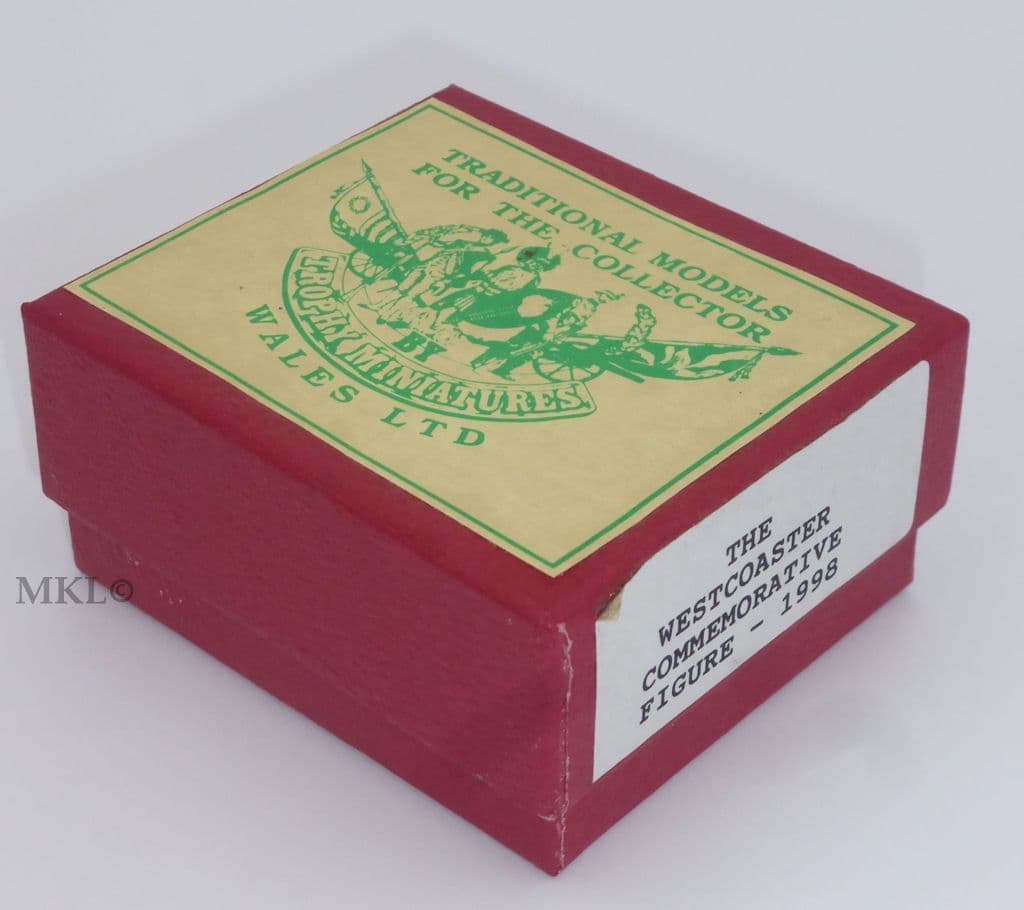 TRADITIONAL MODELS
FOR THE COLLECTOR
BY
TROPHY MINIATURES
WALES LTD
THE
WESTCOASTER
COMMEMORATIVE
FIGURE - 1998
MKL©